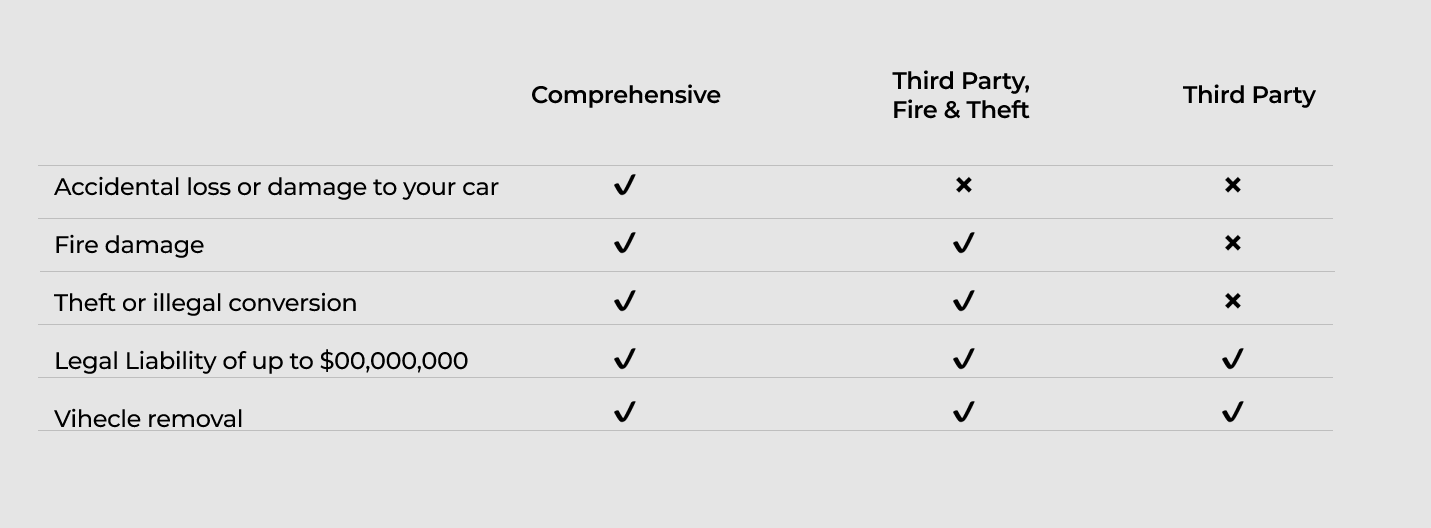 Comprehensive
Third Party,
Fire & Theft
Third Party
Accidental loss or damage to your car ✔ ✖ ✖
Fire damage ✔ ✔ ✖
Theft or illegal conversion ✔ ✔ ✖
Legal Liability of up to $00,000,000 ✔ ✔ ✔
Vihecle removal ✔ ✔ ✔